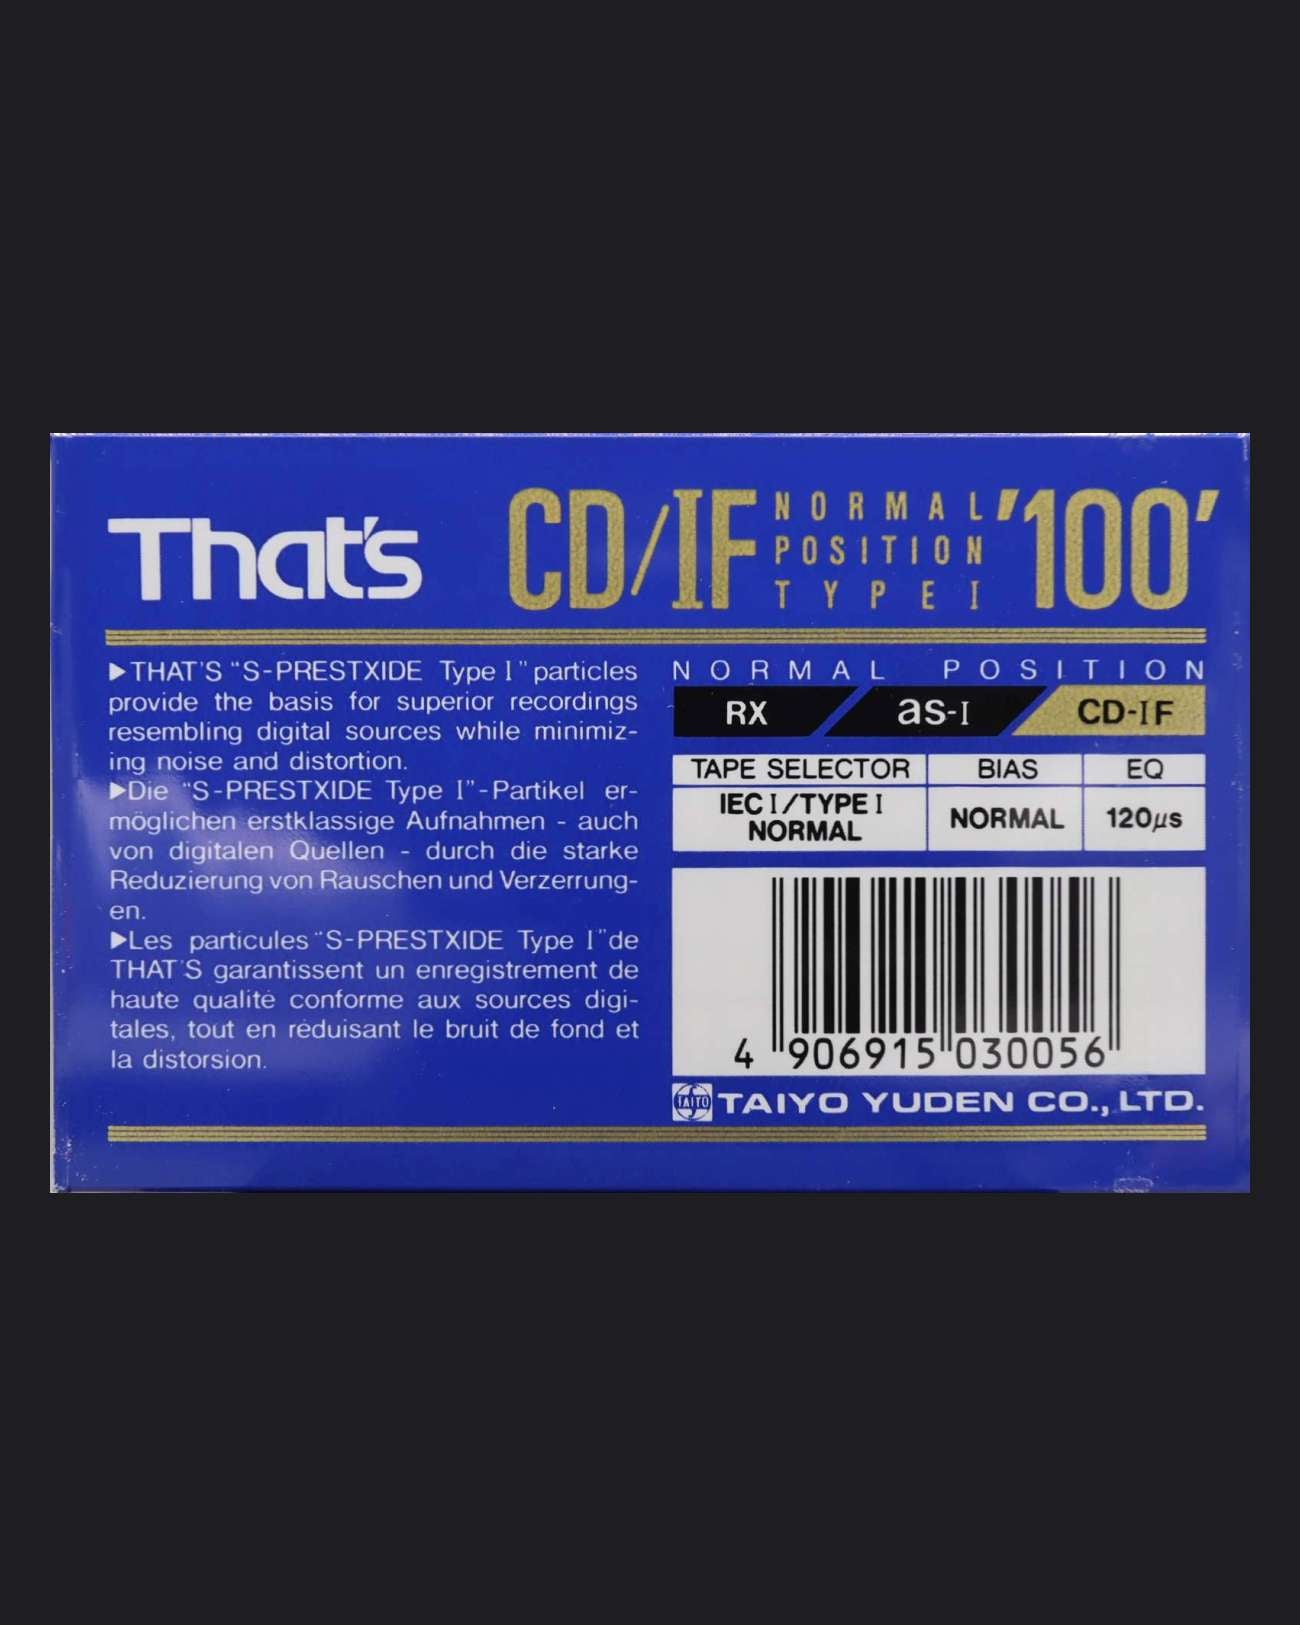 That's
CD/IF NORMAL POSITION TYPE I '100'
▶THAT'S "S-PRESTXIDE Type I" particles
provide the basis for superior recordings
resembling digital sources while minimiz-
ing noise and distortion.
▶Die "S-PRESTXIDE Type I"-Partikel er-
möglichen erstklassige Aufnahmen - auch
von digitalen Quellen - durch die starke
Reduzierung von Rauschen und Verzerrung-
en.
▶Les particules "S-PRESTXIDE Type I" de
THAT'S garantissent un enregistrement de
haute qualité conforme aux sources digi-
tales, tout en réduisant le bruit de fond et
la distorsion.
NORMAL POSITION
RX as-I CD-IF
TAPE SELECTOR BIAS EQ
IEC I/TYPE I
NORMAL NORMAL 120μs
4 906915 030056
TAIYO TAIYO YUDEN CO., LTD.